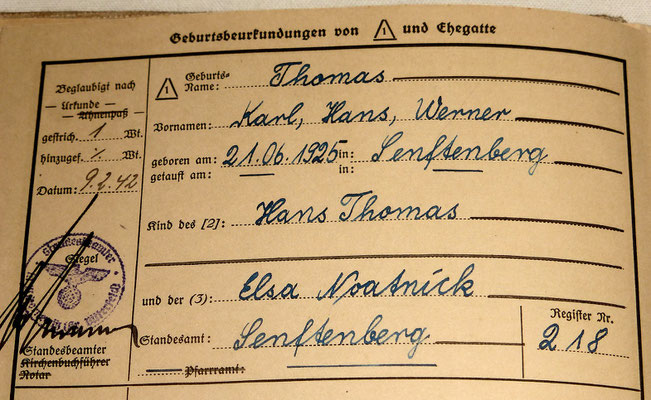 Geburtsbeurkundungen von 1 und Ehegatte
Beglaubigt nach
Urkunde
Ahnenpaß
gestrich. 1 Wt.
hinzugef. ⁒ Wt.
Datum: 9.2.42
Siegel
Standesbeamter
Standesbeamter
Kirchenbuchführer
Notar
1 Geburts-Name: Thomas
Vornamen: Karl, Hans, Werner
geboren am: 21.06.1925 in: Senftenberg
getauft am: in:
Kind des [2]: Hans Thomas
und der (3): Elsa Noatnick
Standesamt: Senftenberg
Pfarramt:
Register Nr.
218